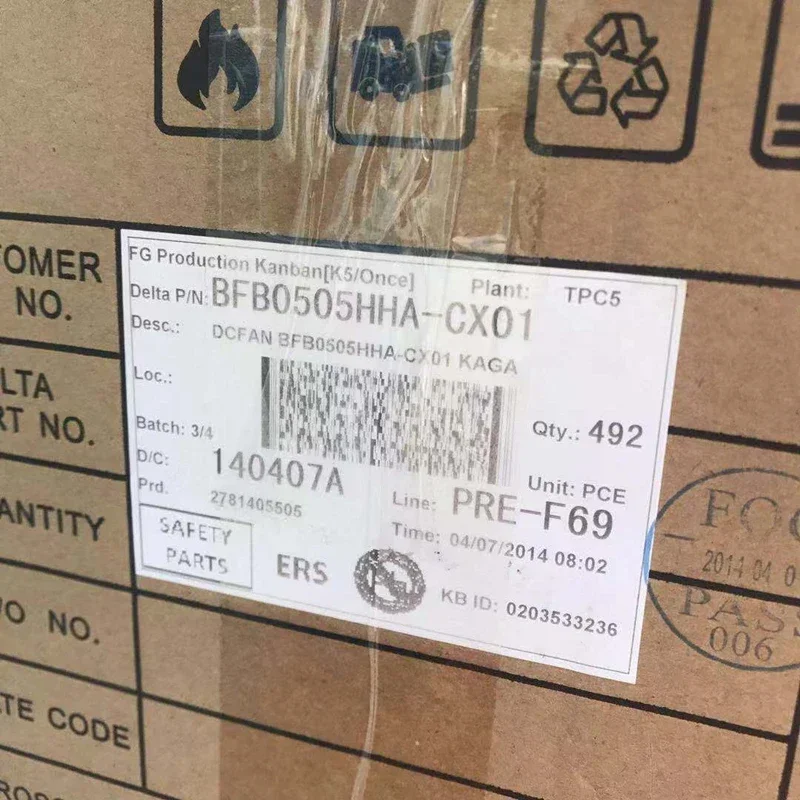 OMER
NO.
LTA
RT NO.
ANTITY
O NO.
TE CODE
FG Production Kanban[K5/Once]
Plant: TPC5
Delta P/N: BFB0505HHA-CX01
Desc.: DCFAN BFB0505HHA-CX01 KAGA
Loc.:
Qty.: 492
Batch: 3/4
Unit: PCE
D/C: 140407A
Line: PRE-F69
Prd. 2781405505
Time: 04/07/2014 08:02
SAFETY
PARTS
ERS
KB ID: 0203533236
FQC
2014 04 0
PASS
006